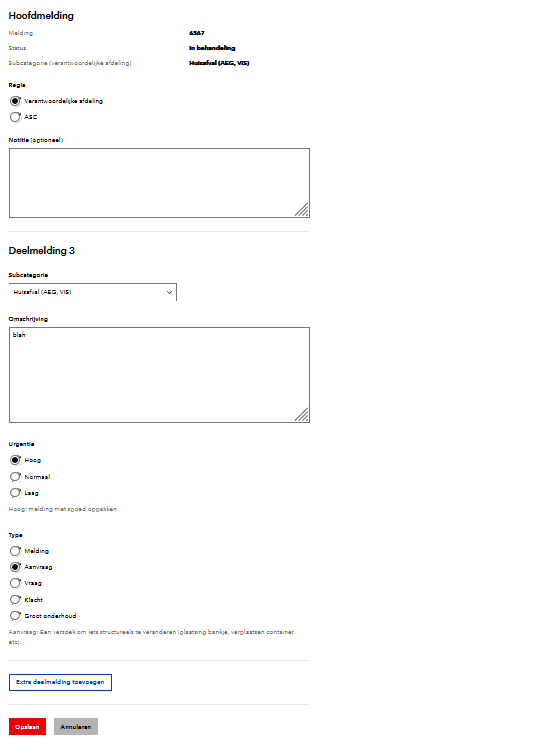 Hoofdmelding
Melding 6567
Status In behandeling
Subcategorie (verantwoordelijke afdeling) Huisafval (AEG, VIS)
Regie
Verantwoordelijke afdeling
ASC
Notitie (optioneel)
Deelmelding 3
Subcategorie
Huisafval (AEG, VIS)
Omschrijving
blah
Urgentie
Hoog
Normaal
Laag
Hoog: melding met spoed oppakken
Type
Melding
Aanvraag
Vraag
Klacht
Groot onderhoud
Aanvraag: Een verzoek om iets structureels te veranderen (plaatsing bankje, verplaatsen container,
etc).
Extra deelmelding toevoegen
Opslaan Annuleren